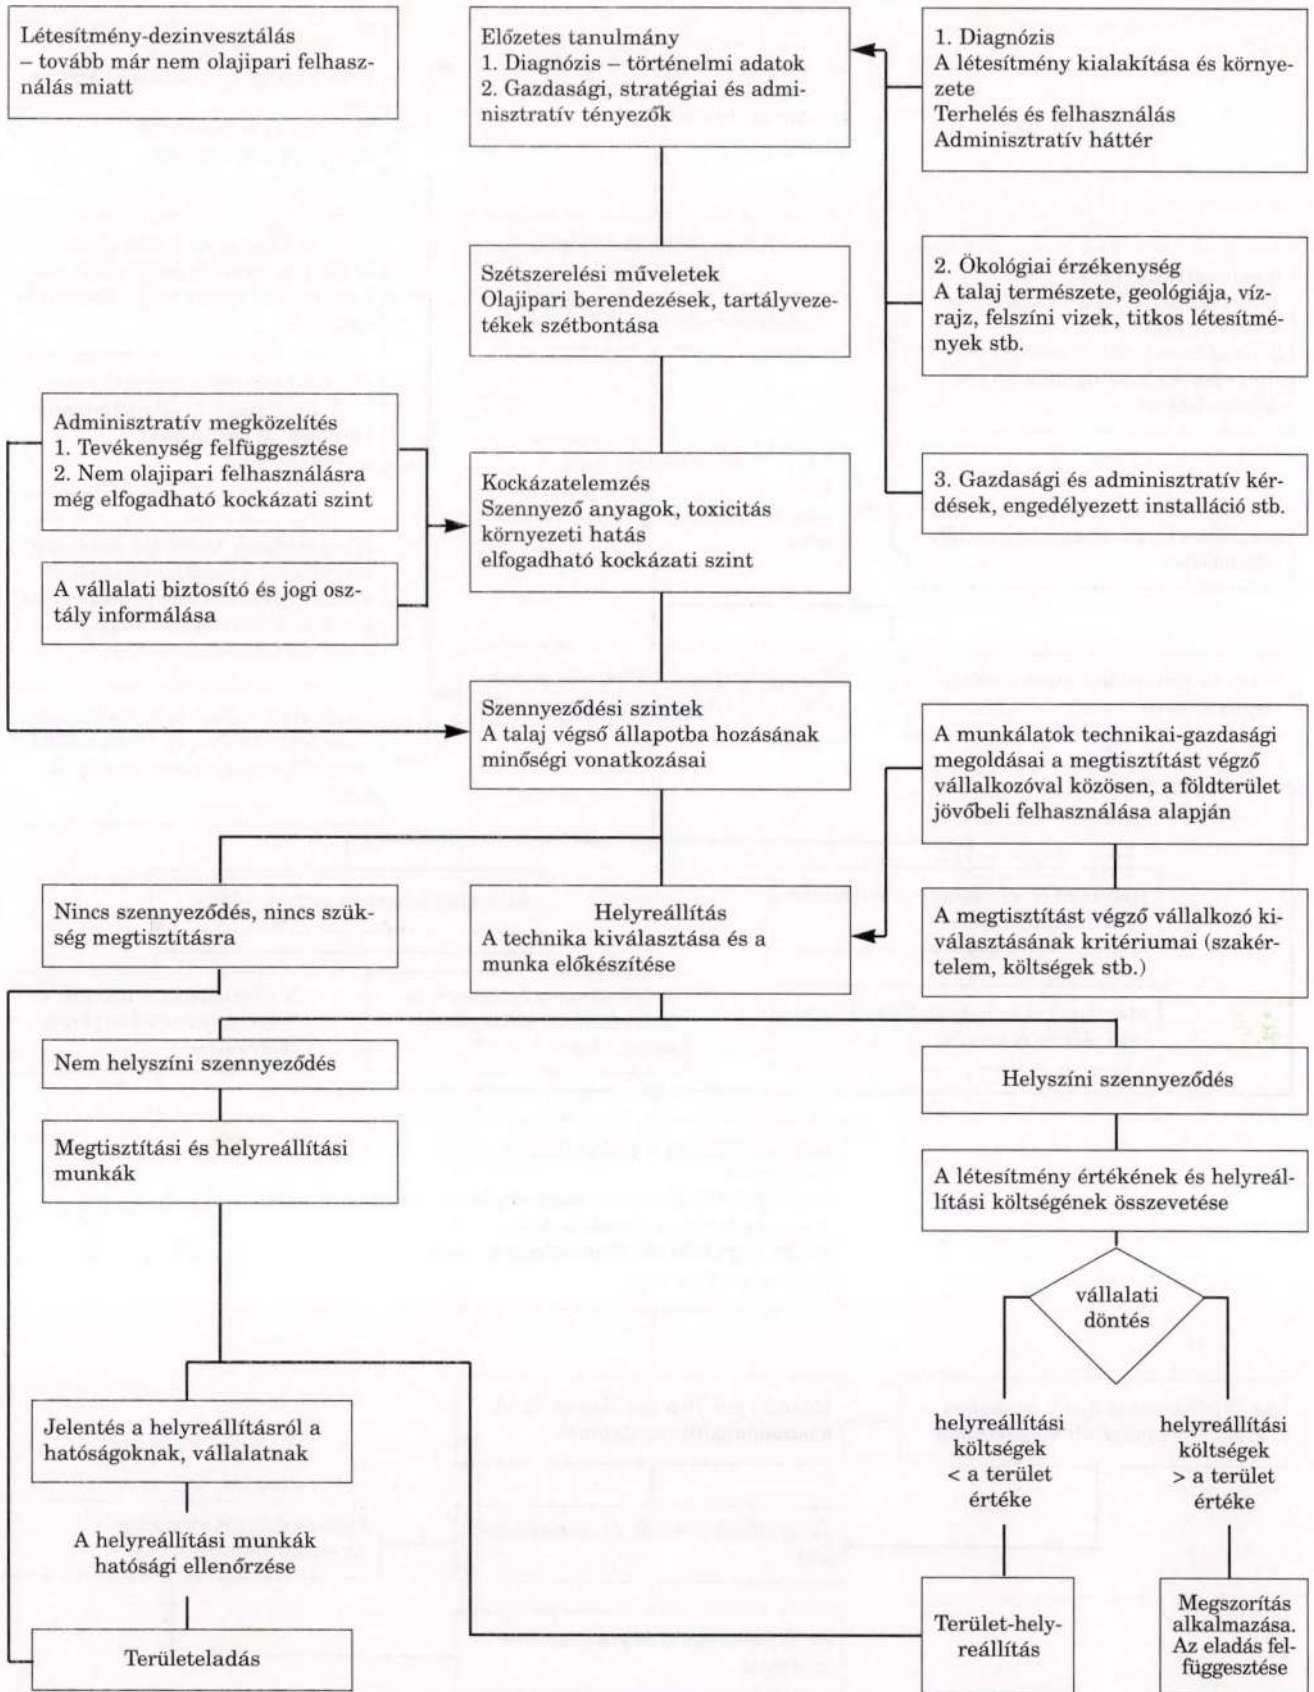 Létesítmény-dezinvesztálás
– tovább már nem olajipari felhasz-
nálás miatt
Előzetes tanulmány
1. Diagnózis – történelmi adatok
2. Gazdasági, stratégiai és admi-
nisztratív tényezők
1. Diagnózis
A létesítmény kialakítása és környe-
zete
Terhelés és felhasználás
Adminisztratív háttér
Szétszerelési műveletek
Olajipari berendezések, tartályveze-
tékek szétbontása
2. Ökológiai érzékenység
A talaj természete, geológiája, víz-
rajz, felszíni vizek, titkos létesítmé-
nyek stb.
Adminisztratív megközelítés
1. Tevékenység felfüggesztése
2. Nem olajipari felhasználásra
még elfogadható kockázati szint
Kockázatelemzés
Szennyező anyagok, toxicitás
környezeti hatás
elfogadható kockázati szint
3. Gazdasági és adminisztratív kér-
dések, engedélyezett installáció stb.
A vállalati biztosító és jogi osz-
tály informálása
Szennyeződési szintek
A talaj végső állapotba hozásának
minőségi vonatkozásai
A munkálatok technikai-gazdasági
megoldásai a megtisztítást végző
vállalkozóval közösen, a földterület
jövőbeli felhasználása alapján
Nincs szennyeződés, nincs szük-
ség megtisztításra
Helyreállítás
A technika kiválasztása és a
munka előkészítése
A megtisztítást végző vállalkozó ki-
választásának kritériumai (szakér-
telem, költségek stb.)
Nem helyszíni szennyeződés
Helyszíni szennyeződés
Megtisztítási és helyreállítási
munkák
A létesítmény értékének és helyreál-
lítási költségének összevetése
vállalati
döntés
Jelentés a helyreállításról a
hatóságoknak, vállalatnak
helyreállítási
költségek
< a terület
értéke
helyreállítási
költségek
> a terület
értéke
A helyreállítási munkák
hatósági ellenőrzése
Területeladás
Terület-hely-
reállítás
Megszorítás
alkalmazása.
Az eladás fel-
függesztése